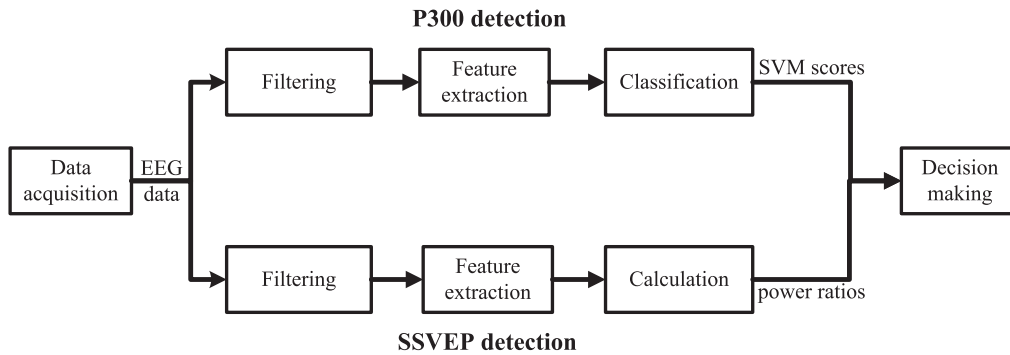 P300 detection
Filtering
Feature
extraction
Classification
SVM scores
Data
acquisition
EEG
data
Decision
making
Filtering
Feature
extraction
Calculation
power ratios
SSVEP detection